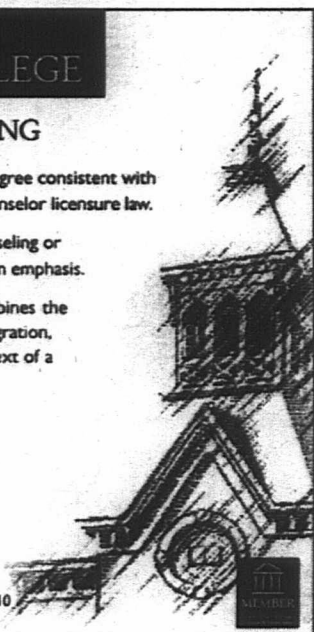 LEGE
NG
gree consistent with
nselor licensure law.
seling or
n emphasis.
bines the
gration,
ext of a
10
MEMBER